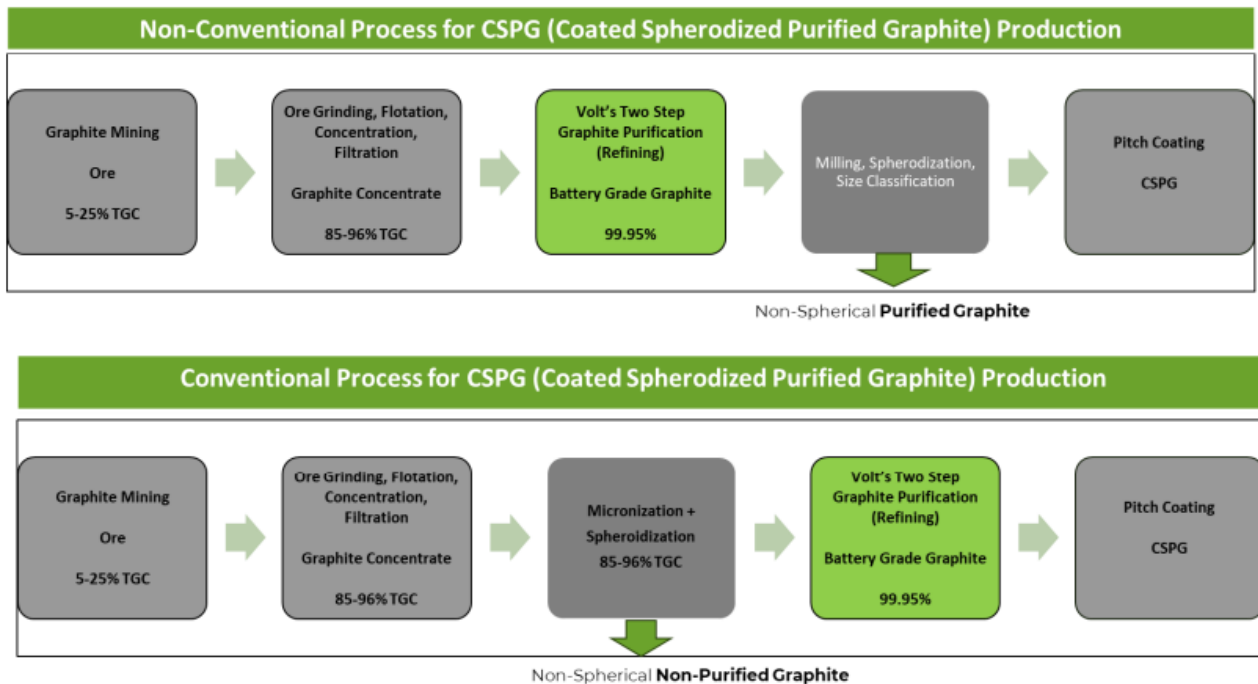 Non-Conventional Process for CSPG (Coated Spherodized Purified Graphite) Production
Graphite Mining
Ore
5-25% TGC
Ore Grinding, Flotation,
Concentration,
Filtration
Graphite Concentrate
85-96% TGC
Volt's Two Step
Graphite Purification
(Refining)
Battery Grade Graphite
99.95%
Milling, Spherodization,
Size Classification
Pitch Coating
CSPG
Non-Spherical Purified Graphite
Conventional Process for CSPG (Coated Spherodized Purified Graphite) Production
Graphite Mining
Ore
5-25% TGC
Ore Grinding, Flotation,
Concentration,
Filtration
Graphite Concentrate
85-96% TGC
Micronization +
Spheroidization
85-96% TGC
Volt's Two Step
Graphite Purification
(Refining)
Battery Grade Graphite
99.95%
Pitch Coating
CSPG
Non-Spherical Non-Purified Graphite